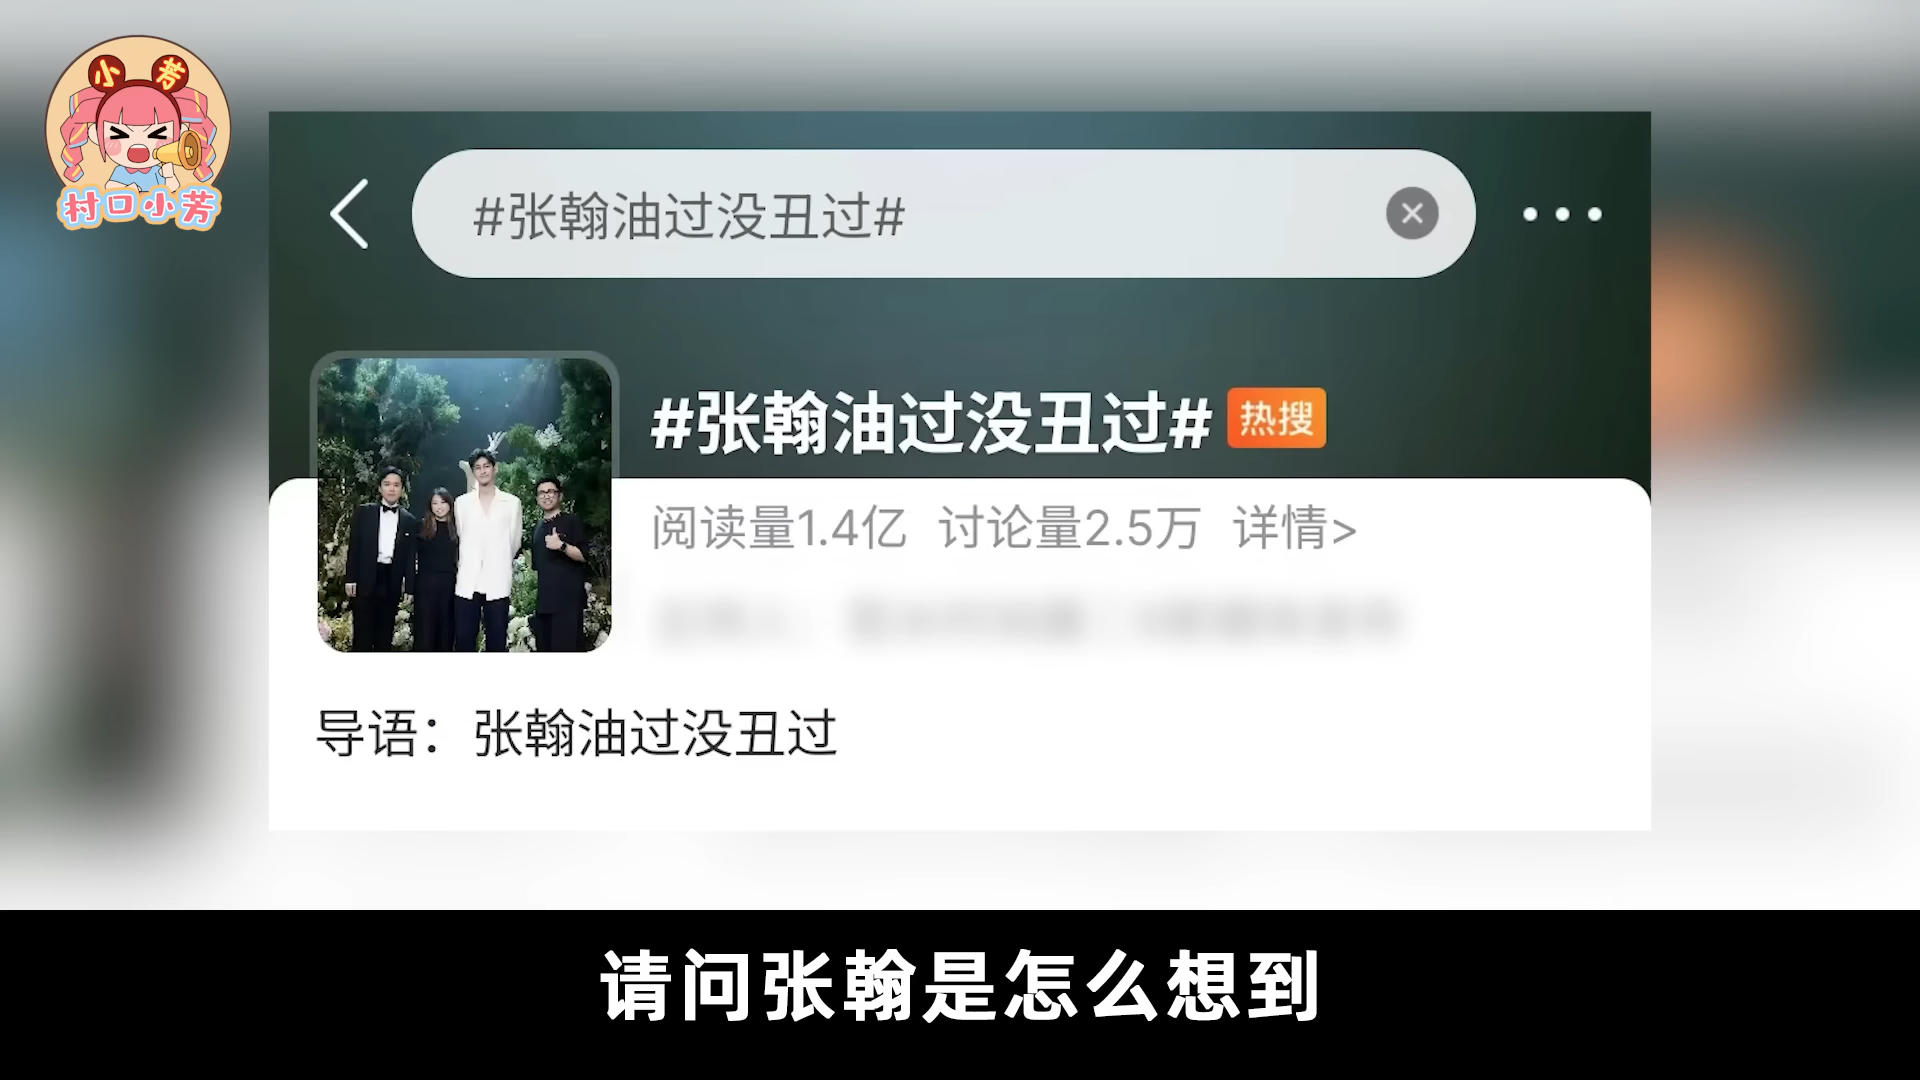 小芳
村口小芳
#张翰油过没丑过#
#张翰油过没丑过# 热搜
阅读量1.4亿 讨论量2.5万 详情>
导语：张翰油过没丑过
请问张翰是怎么想到